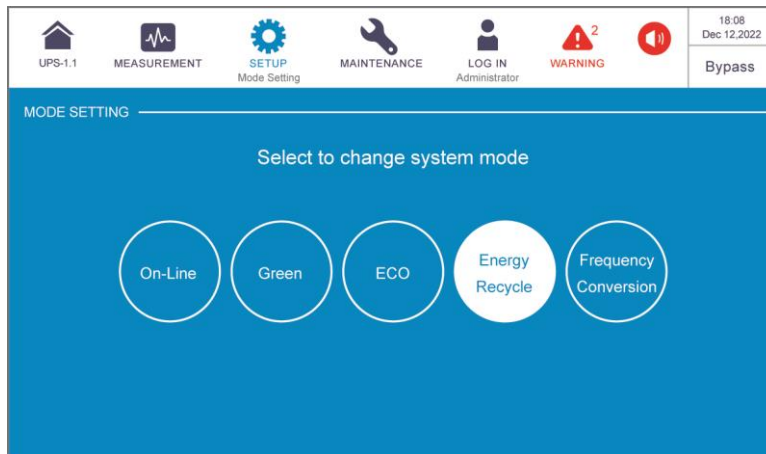 UPS-1.1
MEASUREMENT
SETUP
Mode Setting
MAINTENANCE
LOG IN
Administrator
WARNING
2
18:08
Dec 12,2022
Bypass
MODE SETTING
Select to change system mode
On-Line
Green
ECO
Energy
Recycle
Frequency
Conversion